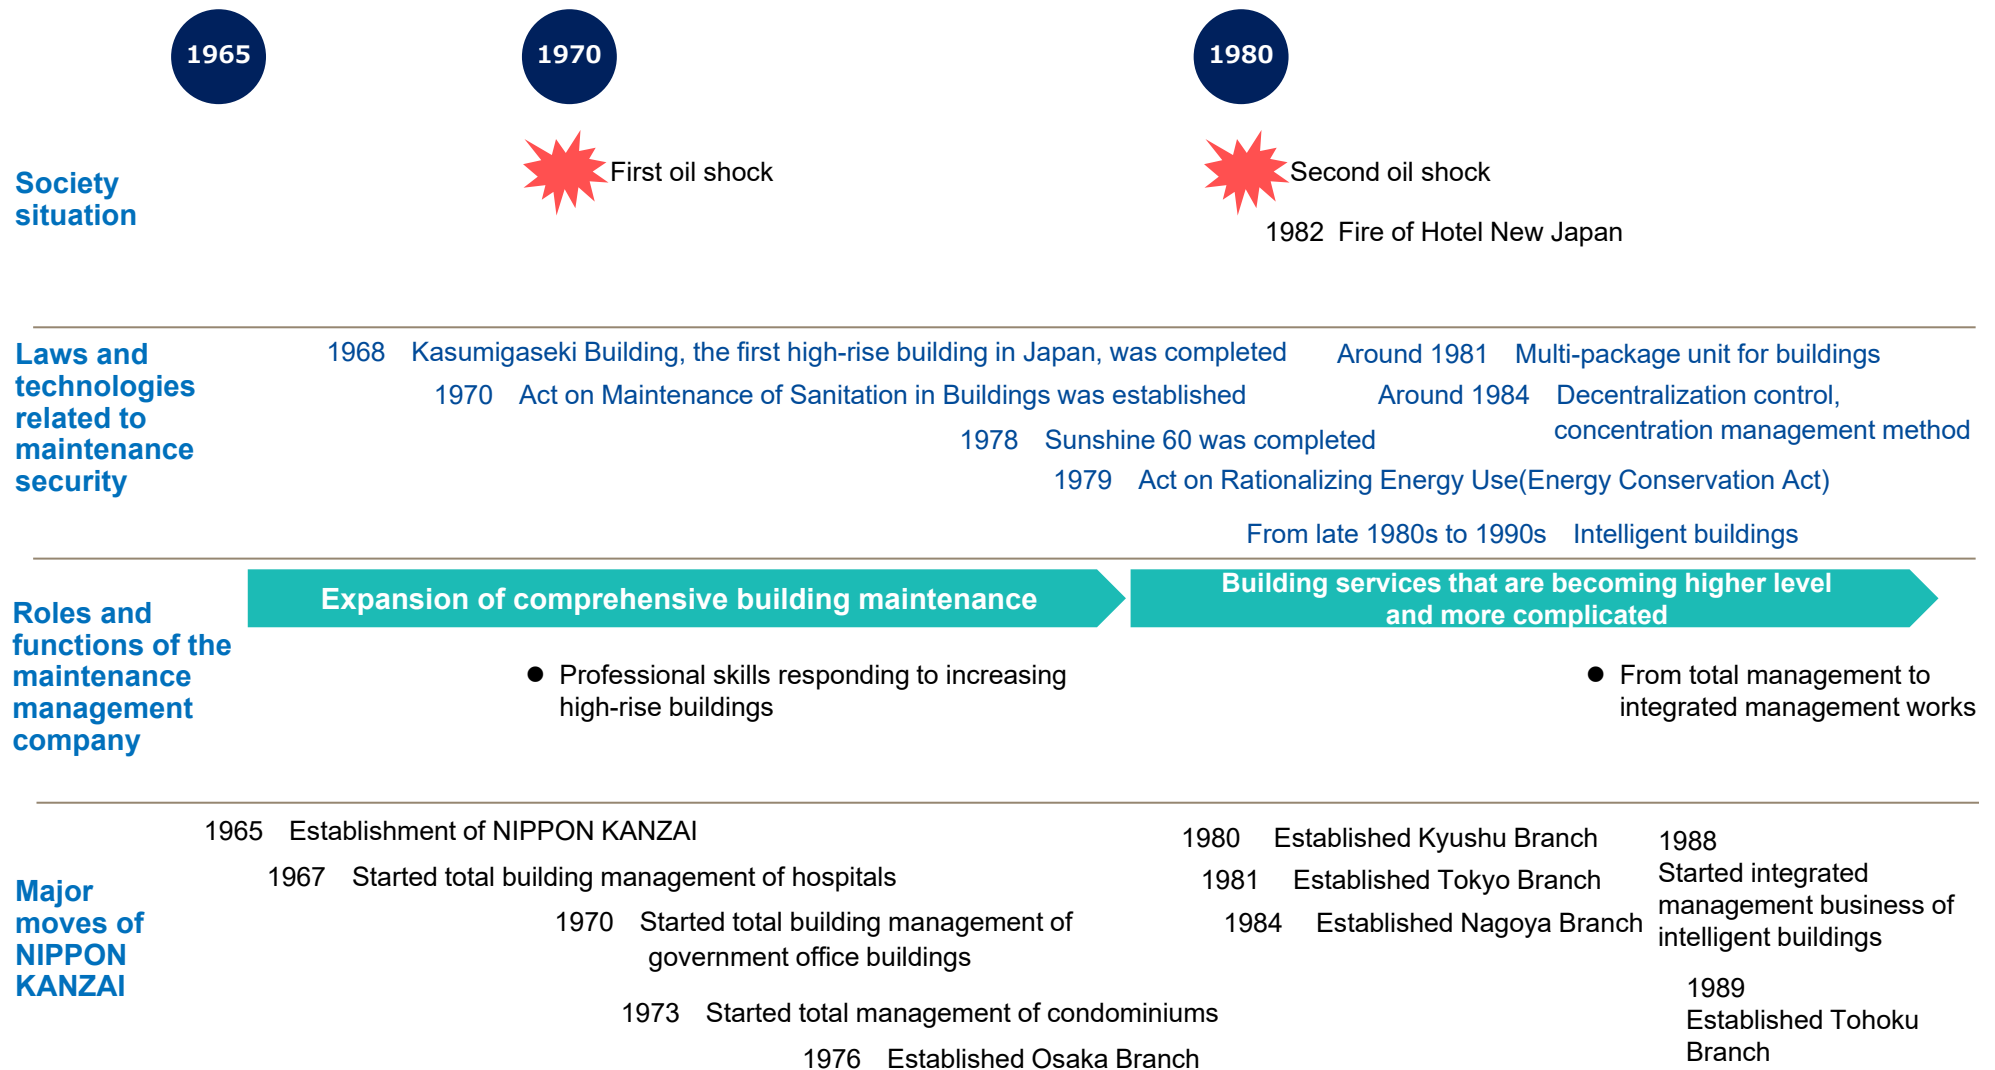 1965
1970
1980
Society
situation
First oil shock
Second oil shock
1982 Fire of Hotel New Japan
Laws and
technologies
related to
maintenance
security
1968 Kasumigaseki Building, the first high-rise building in Japan, was completed
1970 Act on Maintenance of Sanitation in Buildings was established
1978 Sunshine 60 was completed
1979 Act on Rationalizing Energy Use(Energy Conservation Act)
Around 1981 Multi-package unit for buildings
Around 1984 Decentralization control,
concentration management method
From late 1980s to 1990s Intelligent buildings
Roles and
functions of the
maintenance
management
company
Expansion of comprehensive building maintenance
Building services that are becoming higher level
and more complicated
● Professional skills responding to increasing
high-rise buildings
● From total management to
integrated management works
Major
moves of
NIPPON
KANZAI
1965 Establishment of NIPPON KANZAI
1967 Started total building management of hospitals
1970 Started total building management of
government office buildings
1973 Started total management of condominiums
1976 Established Osaka Branch
1980 Established Kyushu Branch
1981 Established Tokyo Branch
1984 Established Nagoya Branch
1988
Started integrated
management business of
intelligent buildings
1989
Established Tohoku
Branch